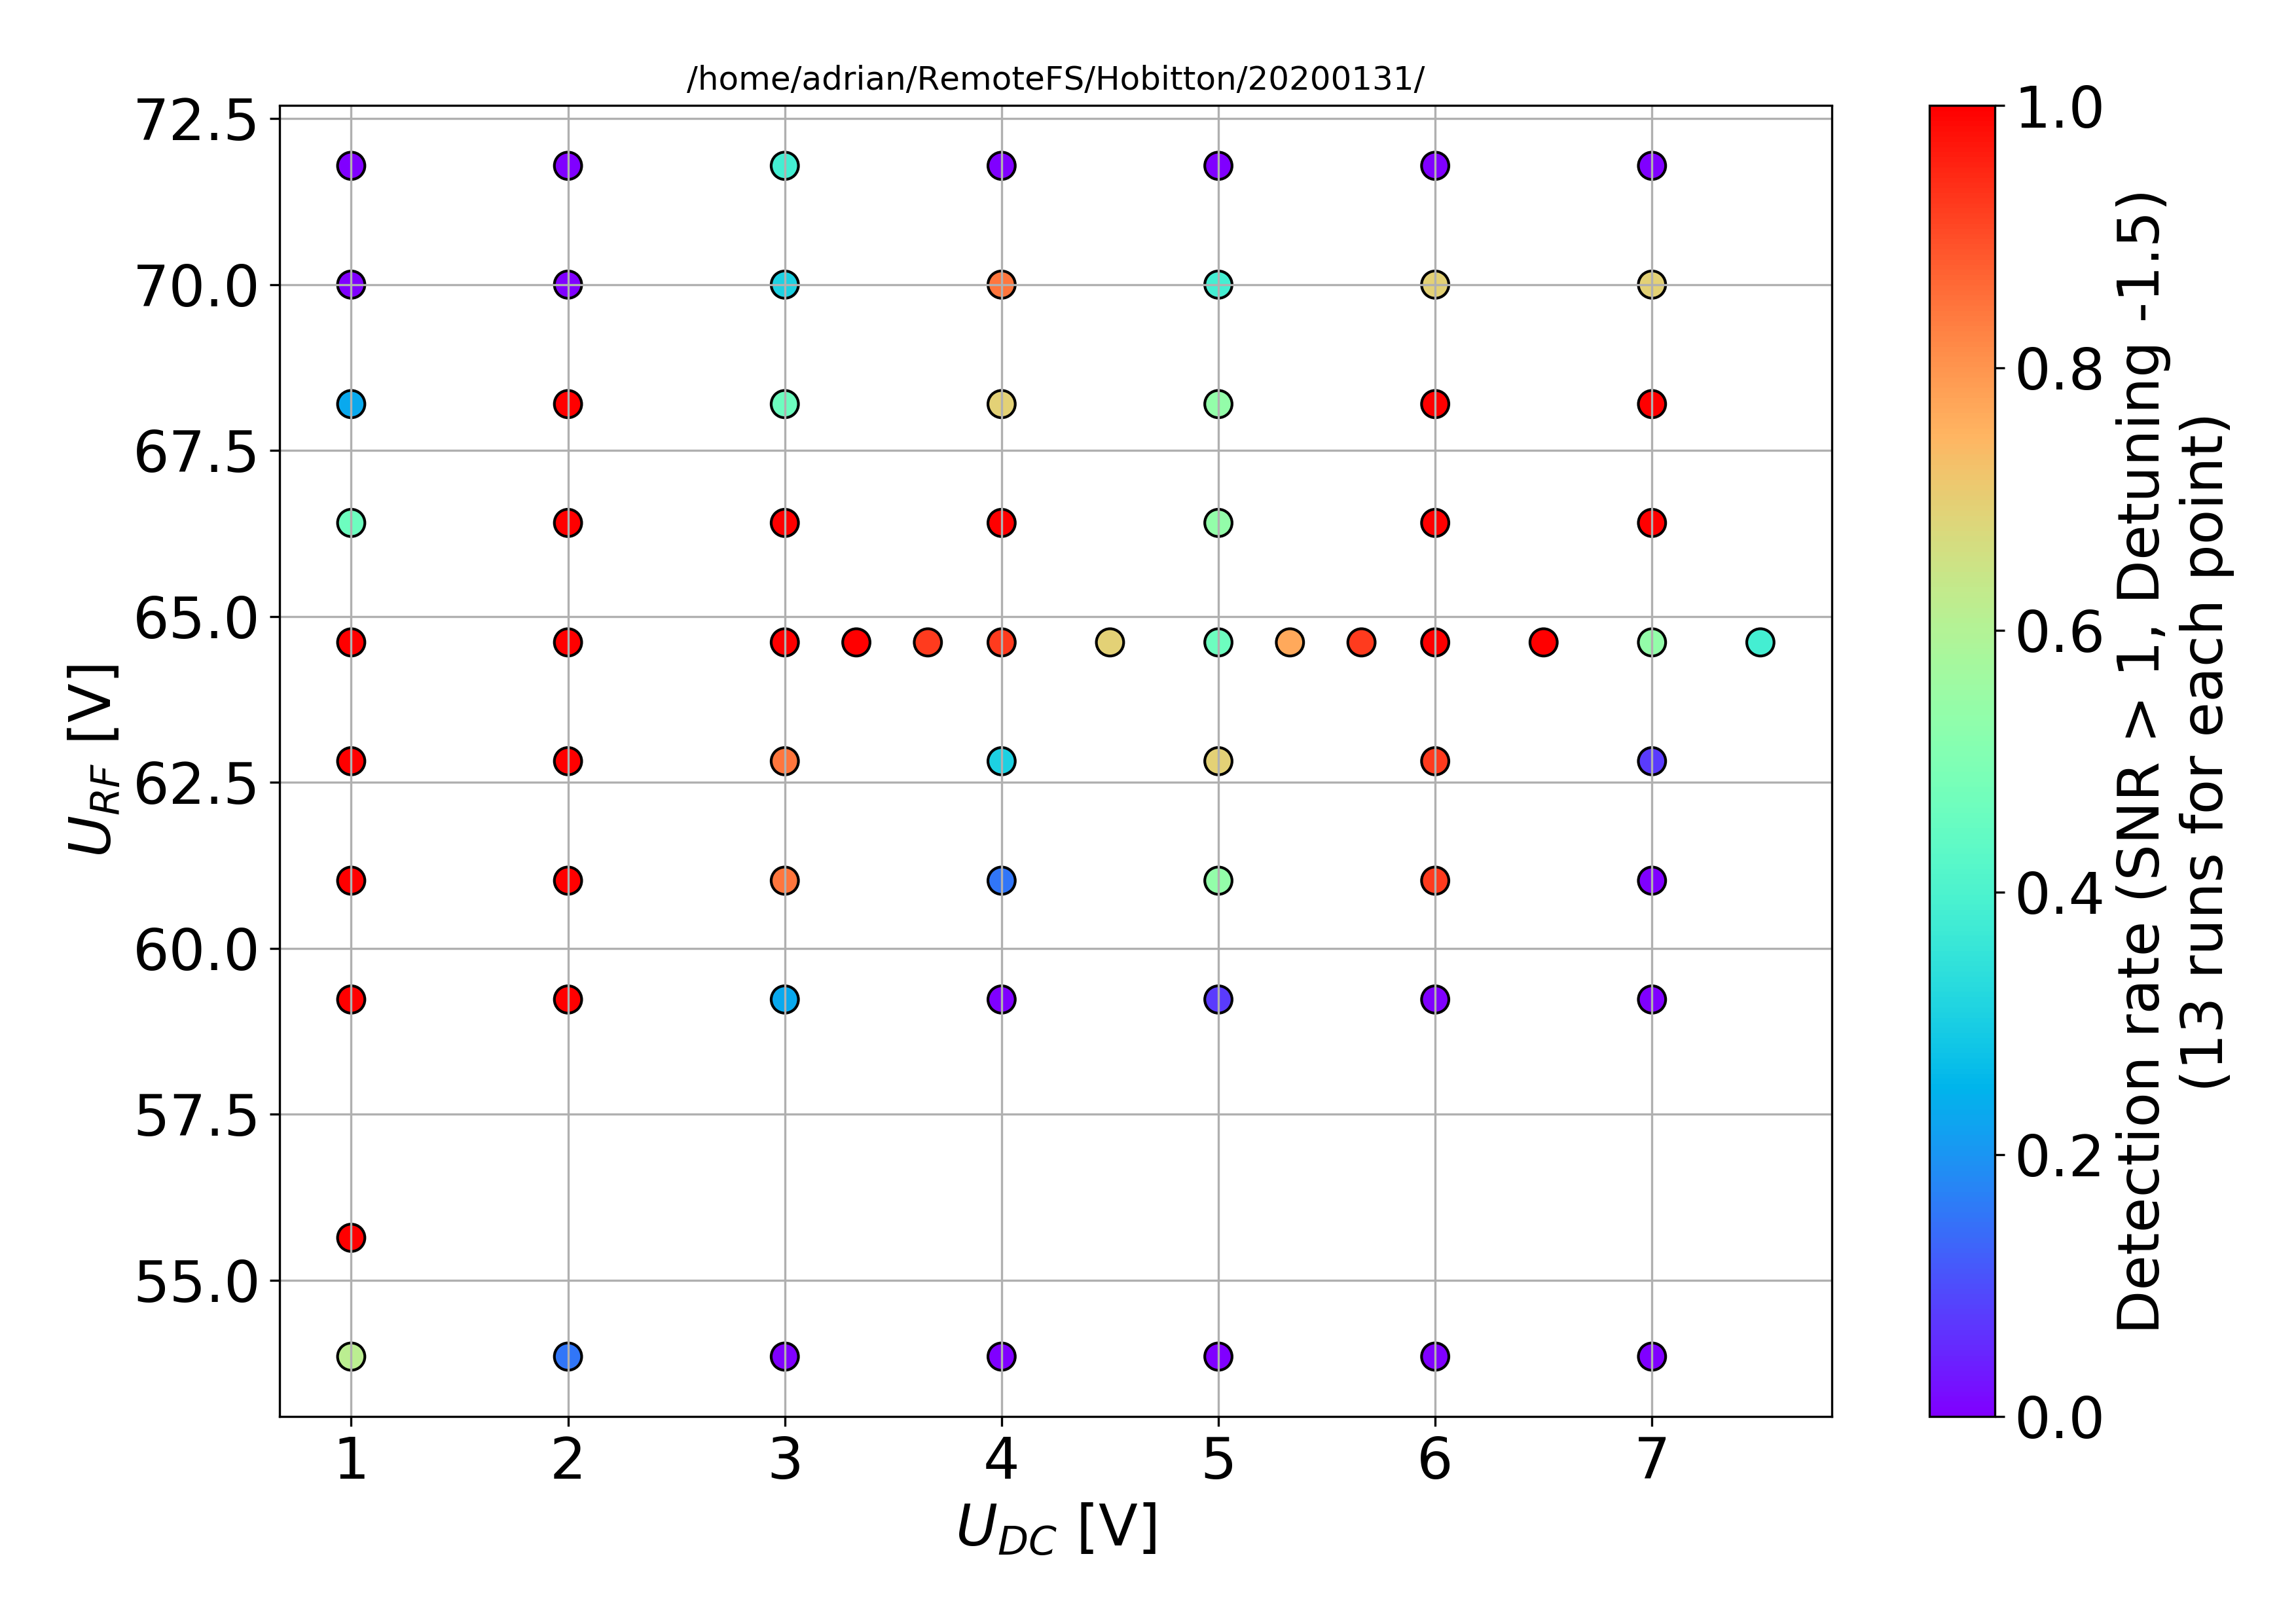 /home/adrian/RemoteFS/Hobitton/20200131/
72.5
70.0
67.5
65.0
62.5
60.0
57.5
55.0
U_RF [V]
1 2 3 4 5 6 7
U_DC [V]
1.0
0.8
0.6
0.4
0.2
0.0
Detection rate (SNR > 1, Detuning -1.5)
(13 runs for each point)